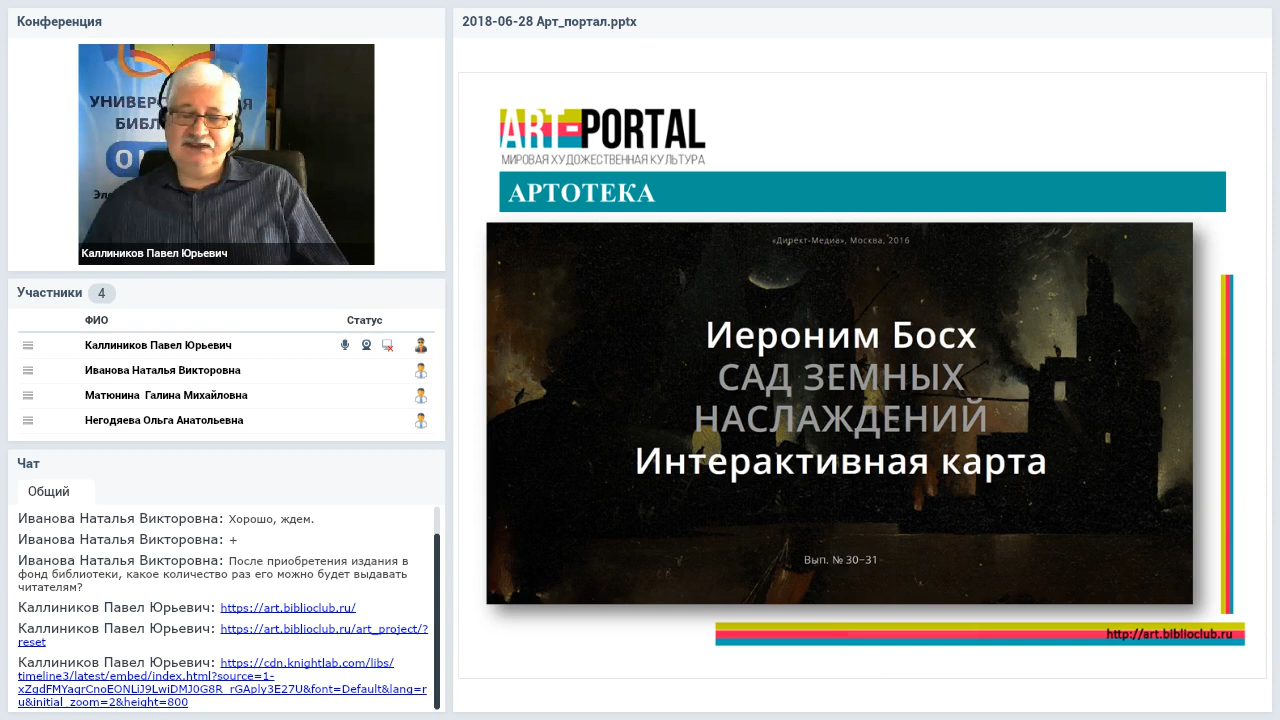 Конференция
УНИВЕР
АЯ
БИБЛ
Каллиников Павел Юрьевич
Участники 4
ФИО Статус
Каллиников Павел Юрьевич
Иванова Наталья Викторовна
Матюнина Галина Михайловна
Негодяева Ольга Анатольевна
Чат
Общий
Иванова Наталья Викторовна: Хорошо, ждем.
Иванова Наталья Викторовна: +
Иванова Наталья Викторовна: После приобретения издания в
фонд библиотеки, какое количество раз его можно будет выдавать
читателям?
Каллиников Павел Юрьевич: https://art.biblioclub.ru/
Каллиников Павел Юрьевич: https://art.biblioclub.ru/art_project/?
reset
Каллиников Павел Юрьевич: https://cdn.knightlab.com/libs/
timeline3/latest/embed/index.html?source=1-
xZgdFMYaqrCnoEONLiJ9LwiDMJ0G8R_rGAply3E27U&font=Default&lang=r
u&initial_zoom=2&height=800
2018-06-28 Арт_портал.pptx
ART-PORTAL
МИРОВАЯ ХУДОЖЕСТВЕННАЯ КУЛЬТУРА
АРТОТЕКА
«Директ-Медиа», Москва, 2016
Иероним Босх
САД ЗЕМНЫХ
НАСЛАЖДЕНИЙ
Интерактивная карта
Вып. № 30–31
http://art.biblioclub.ru